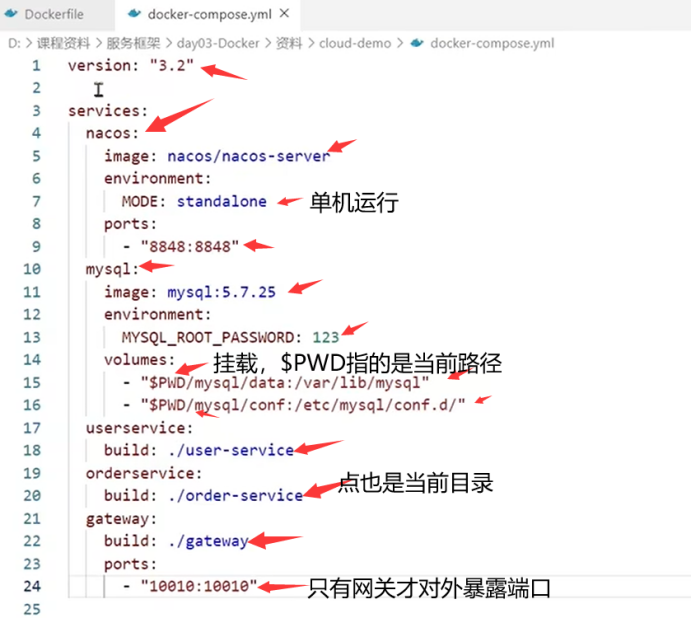 Dockerfile docker-compose.yml
D: > 课程资料 > 服务框架 > day03-Docker > 资料 > cloud-demo > docker-compose.yml
1 version: "3.2"
2
3 services:
4 nacos:
5 image: nacos/nacos-server
6 environment:
7 MODE: standalone 单机运行
8 ports:
9 - "8848:8848"
10 mysql:
11 image: mysql:5.7.25
12 environment:
13 MYSQL_ROOT_PASSWORD: 123
14 volumes: 挂载，$PWD指的是当前路径
15 - "$PWD/mysql/data:/var/lib/mysql"
16 - "$PWD/mysql/conf:/etc/mysql/conf.d/"
17 userservice:
18 build: ./user-service
19 orderservice:
20 build: ./order-service 点也是当前目录
21 gateway:
22 build: ./gateway
23 ports:
24 - "10010:10010" 只有网关才对外暴露端口
25